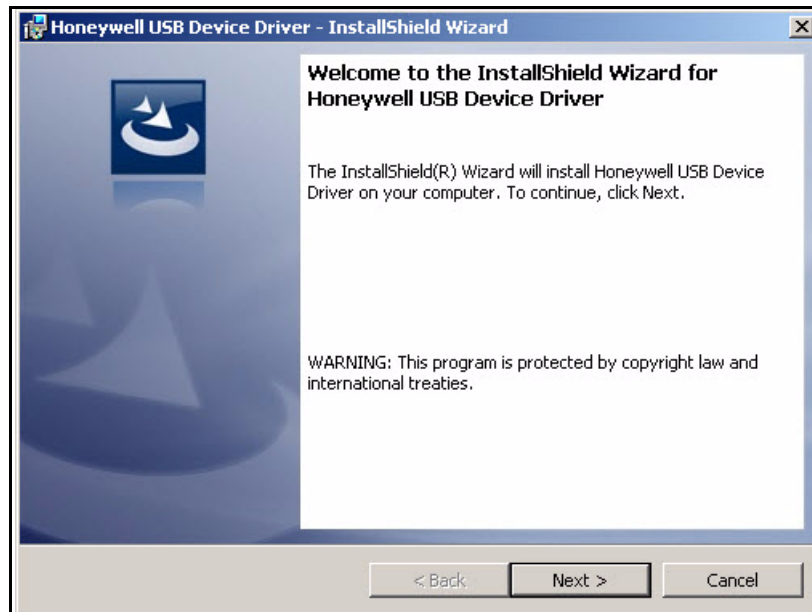 Honeywell USB Device Driver - InstallShield Wizard
Welcome to the InstallShield Wizard for
Honeywell USB Device Driver
The InstallShield(R) Wizard will install Honeywell USB Device
Driver on your computer. To continue, click Next.
WARNING: This program is protected by copyright law and
international treaties.
< Back
Next >
Cancel